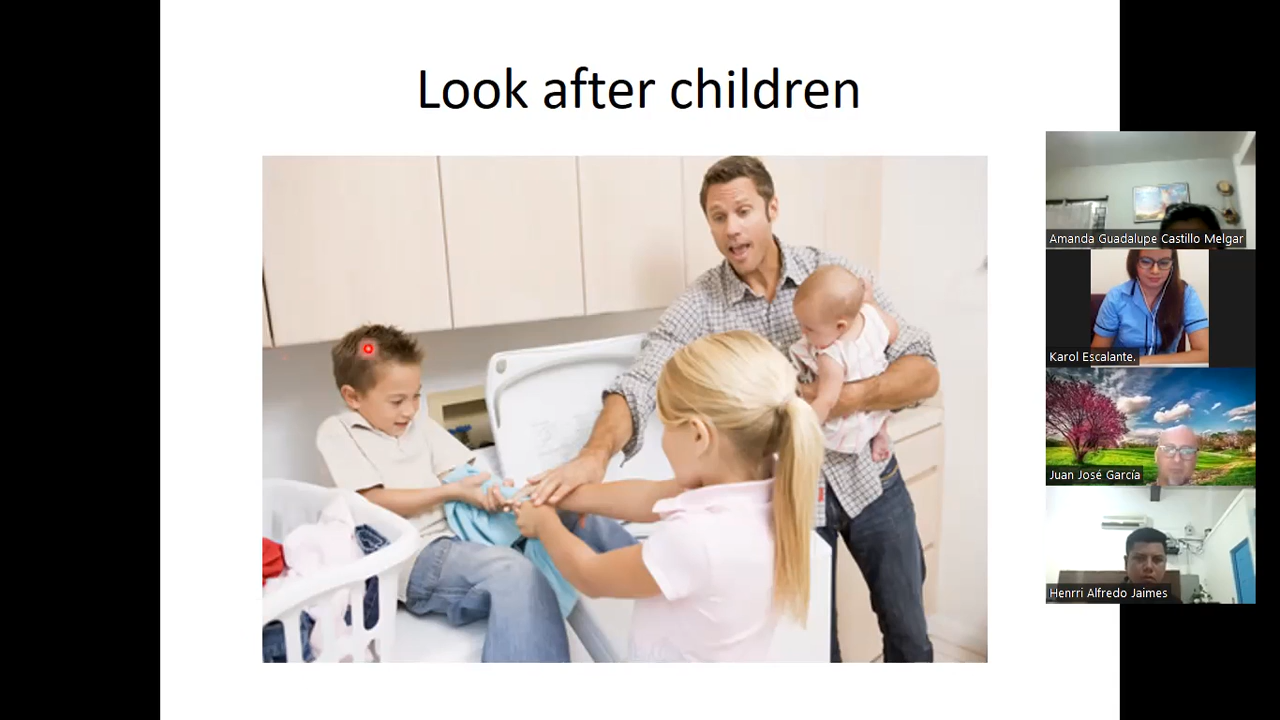 Look after children
Amanda Guadalupe Castillo Melgar
Karol Escalante.
Juan José García
Henrri Alfredo Jaimes